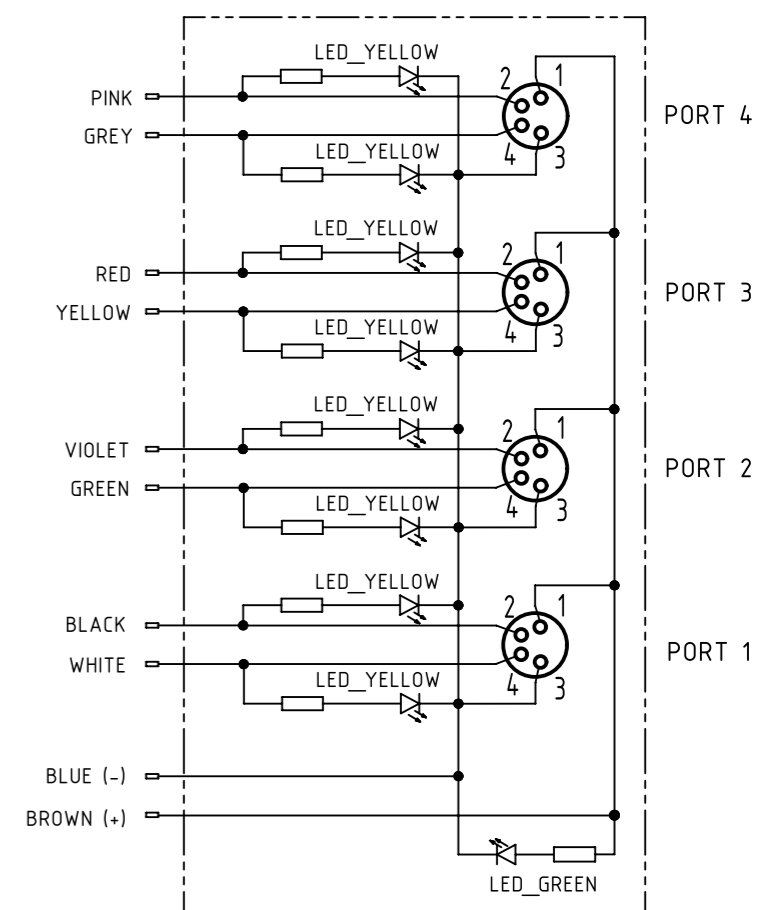 LED_YELLOW
2 1
PINK
PORT 4
GREY
LED_YELLOW
4 3
LED_YELLOW
2 1
RED
PORT 3
YELLOW
LED_YELLOW
4 3
LED_YELLOW
2 1
VIOLET
PORT 2
GREEN
LED_YELLOW
4 3
LED_YELLOW
2 1
BLACK
PORT 1
WHITE
LED_YELLOW
4 3
BLUE (-)
BROWN (+)
LED_GREEN